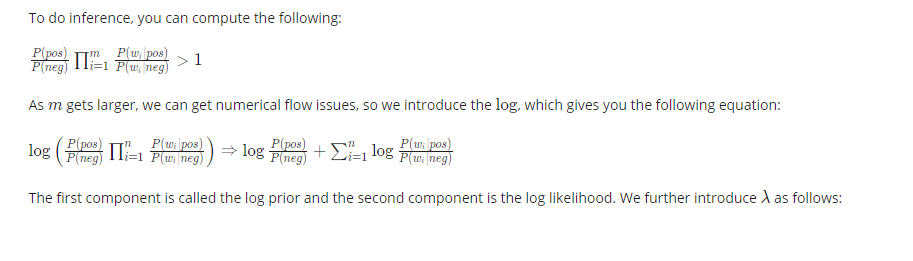 To do inference, you can compute the following:
\frac{P(pos)}{P(neg)} \prod_{i=1}^{m} \frac{P(w_i|pos)}{P(w_i|neg)} > 1
As m gets larger, we can get numerical flow issues, so we introduce the log, which gives you the following equation:
\log \left( \frac{P(pos)}{P(neg)} \prod_{i=1}^{n} \frac{P(w_i|pos)}{P(w_i|neg)} \right) \Rightarrow \log \frac{P(pos)}{P(neg)} + \sum_{i=1}^{n} \log \frac{P(w_i|pos)}{P(w_i|neg)}
The first component is called the log prior and the second component is the log likelihood. We further introduce λ as follows: